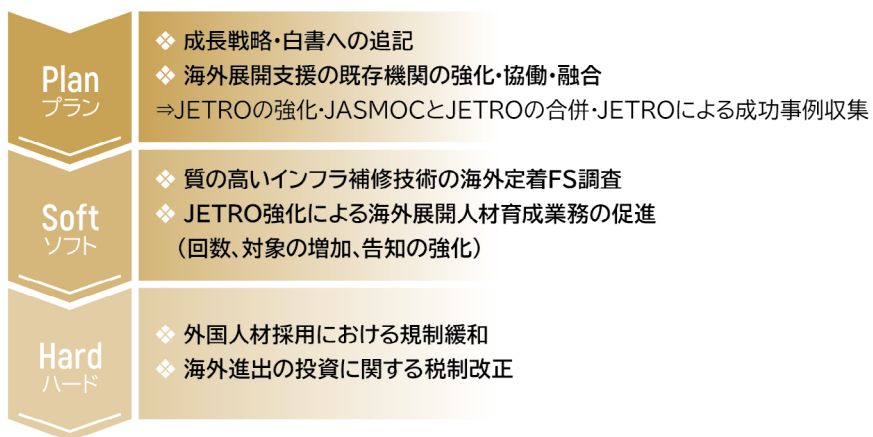 Plan
プラン
❖ 成長戦略・白書への追記
❖ 海外展開支援の既存機関の強化・協働・融合
⇒JETROの強化・JASMOCとJETROの合併・JETROによる成功事例収集
Soft
ソフト
❖ 質の高いインフラ補修技術の海外定着FS調査
❖ JETRO強化による海外展開人材育成業務の促進
（回数、対象の増加、告知の強化）
Hard
ハード
❖ 外国人材採用における規制緩和
❖ 海外進出の投資に関する税制改正